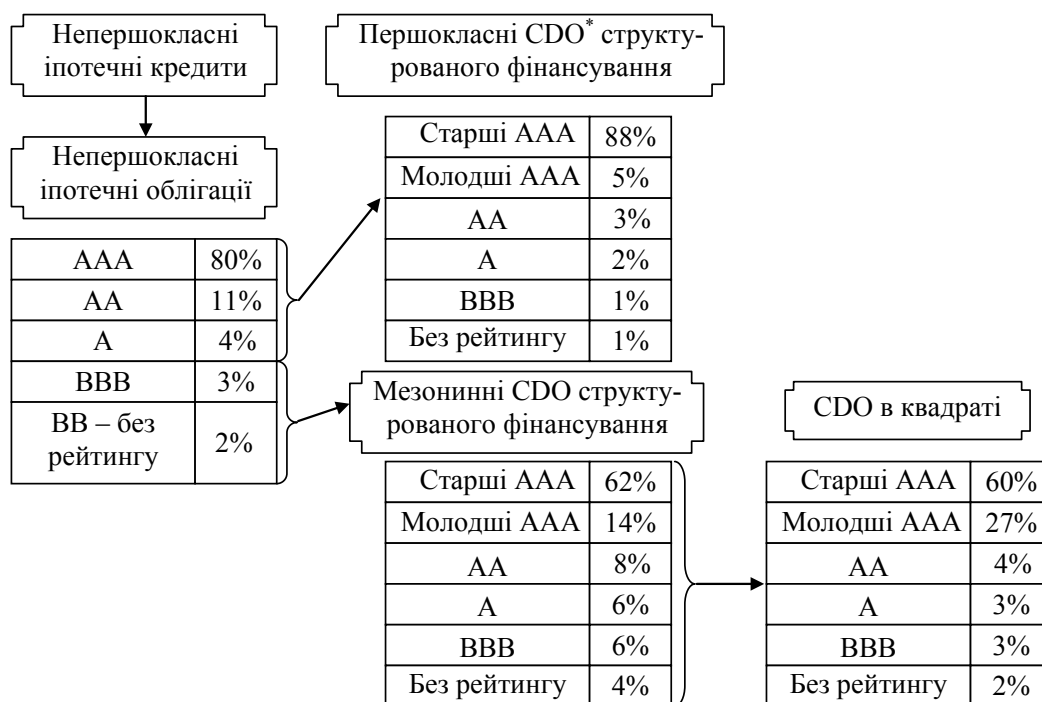 Непершокласні
іпотечні кредити
Першокласні CDO* структу-
рованого фінансування
Непершокласні
іпотечні облігації
ААА 80%
АА 11%
А 4%
ВВВ 3%
ВВ – без
рейтингу
2%
Старші ААА 88%
Молодші ААА 5%
АА 3%
А 2%
ВВВ 1%
Без рейтингу 1%
Мезонинні CDO структу-
рованого фінансування
Старші ААА 62%
Молодші ААА 14%
АА 8%
А 6%
ВВВ 6%
Без рейтингу 4%
CDO в квадраті
Старші ААА 60%
Молодші ААА 27%
АА 4%
А 3%
ВВВ 3%
Без рейтингу 2%